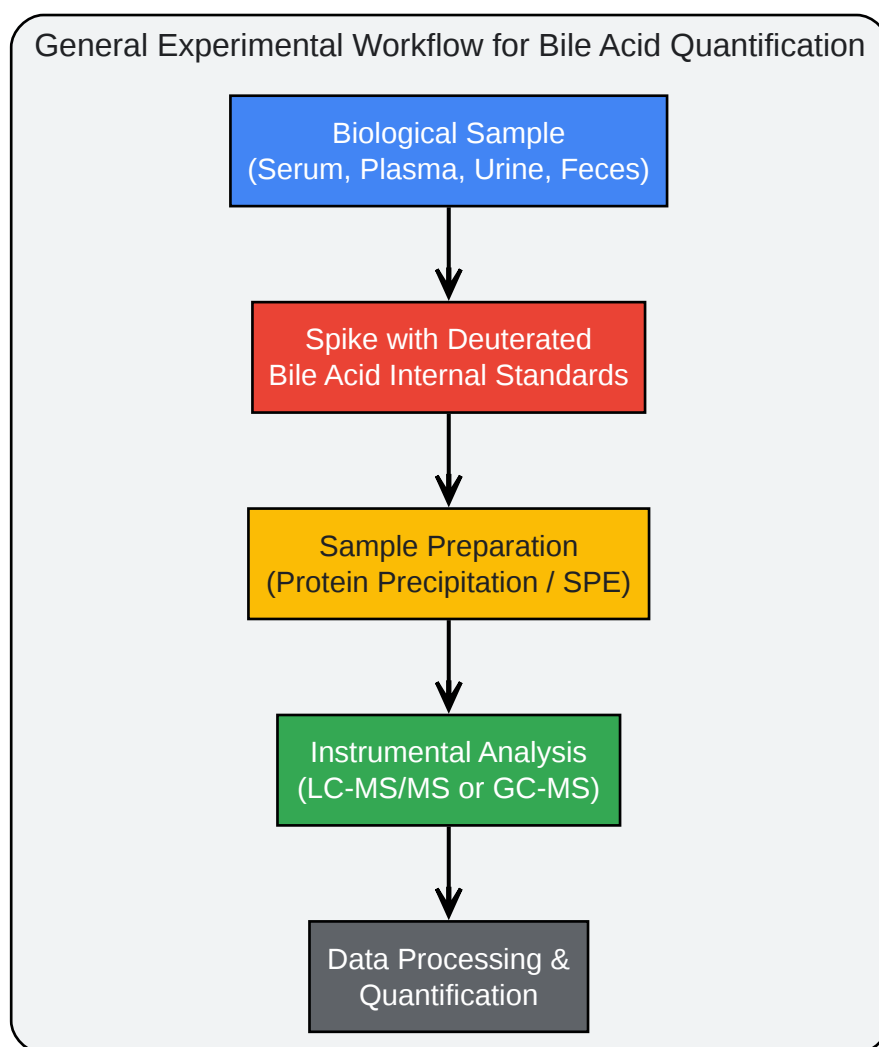 General Experimental Workflow for Bile Acid Quantification
Biological Sample
(Serum, Plasma, Urine, Feces)
Spike with Deuterated
Bile Acid Internal Standards
Sample Preparation
(Protein Precipitation / SPE)
Instrumental Analysis
(LC-MS/MS or GC-MS)
Data Processing &
Quantification